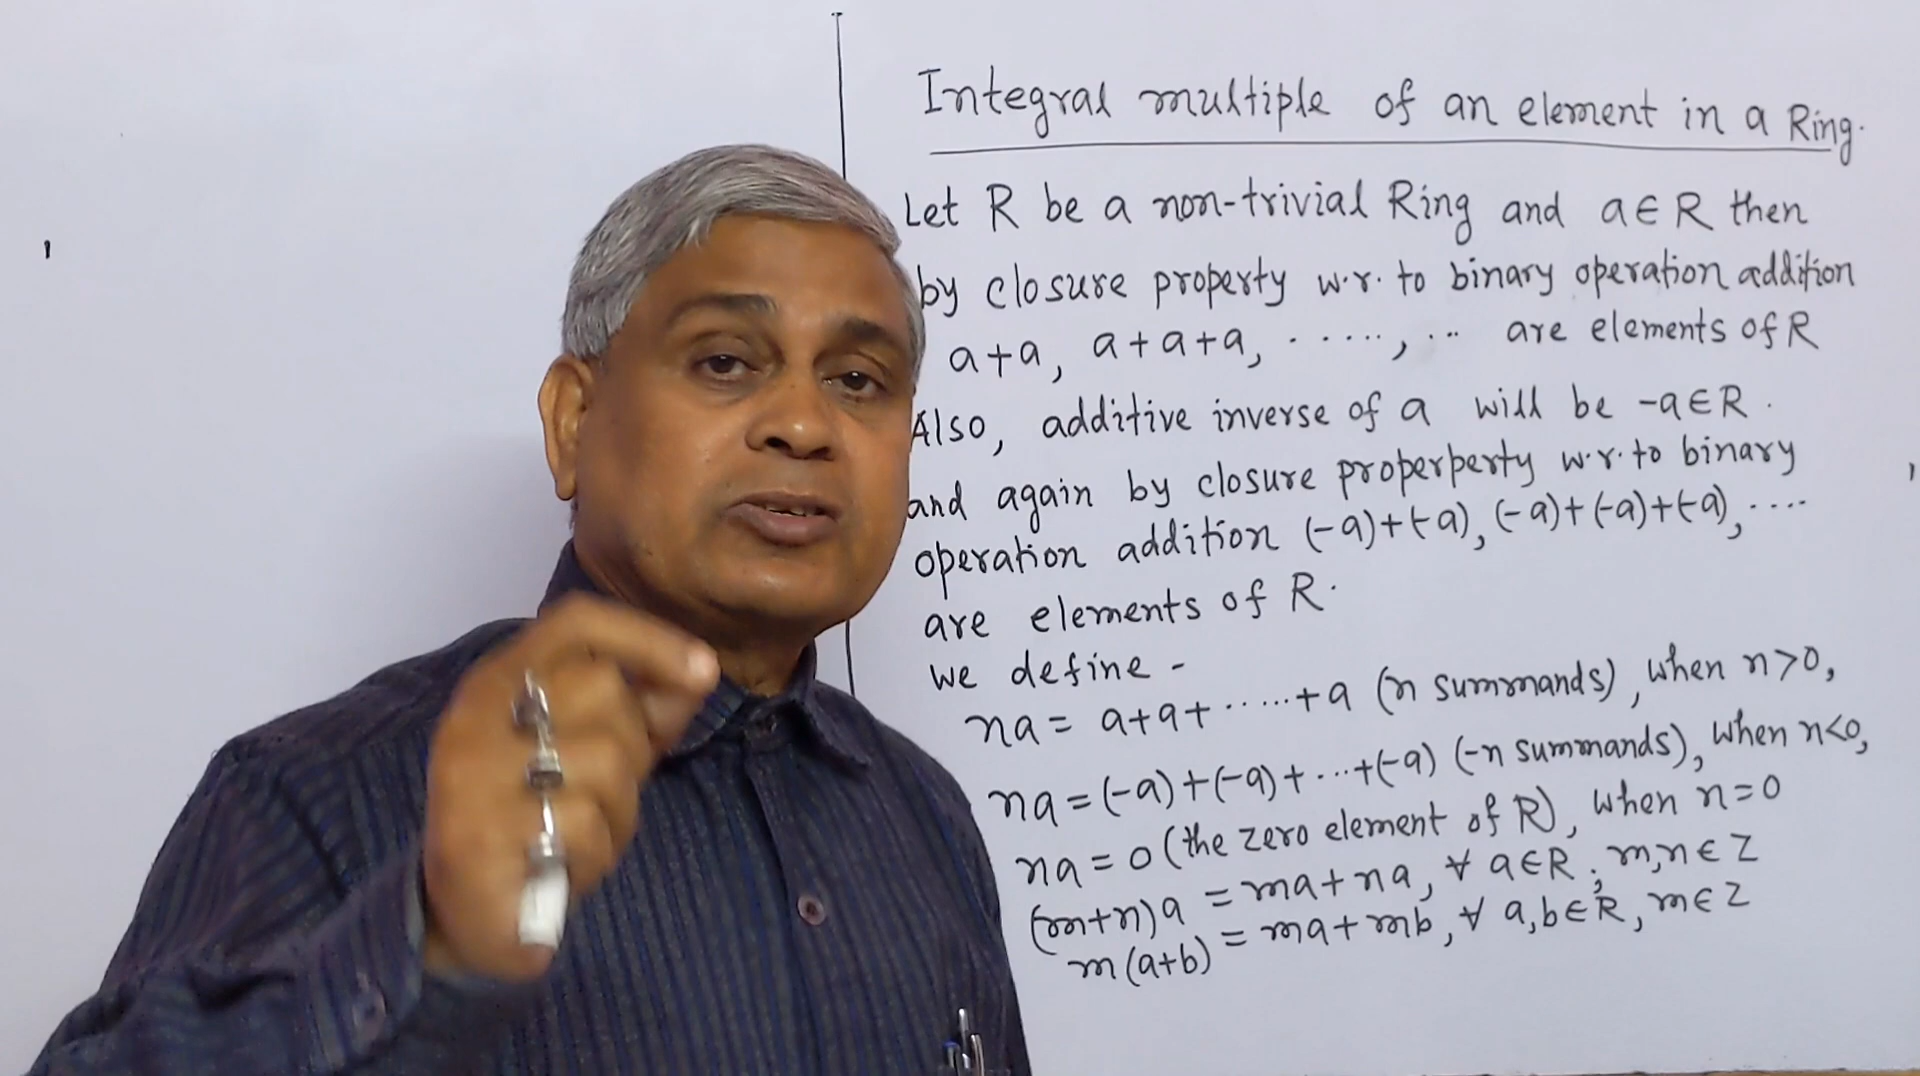 Integral multiple of an element in a Ring.
Let R be a non-trivial Ring and a∈R then
by closure property w.r. to binary operation addition
a+a, a+a+a, ....., ... are elements of R
Also, additive inverse of a will be -a∈R.
and again by closure properperty w.r. to binary
operation addition (-a)+(-a), (-a)+(-a)+(-a), ....
are elements of R.
we define -
na = a+a+ ..... +a (n summands), when n>0,
na = (-a)+(-a)+ ... +(-a) (-n summands), when n<0,
na = 0 (the zero element of R), when n=0
(m+n)a = ma+na, ∀ a∈R; m,n∈Z
m(a+b) = ma+mb, ∀ a,b∈R, m∈Z